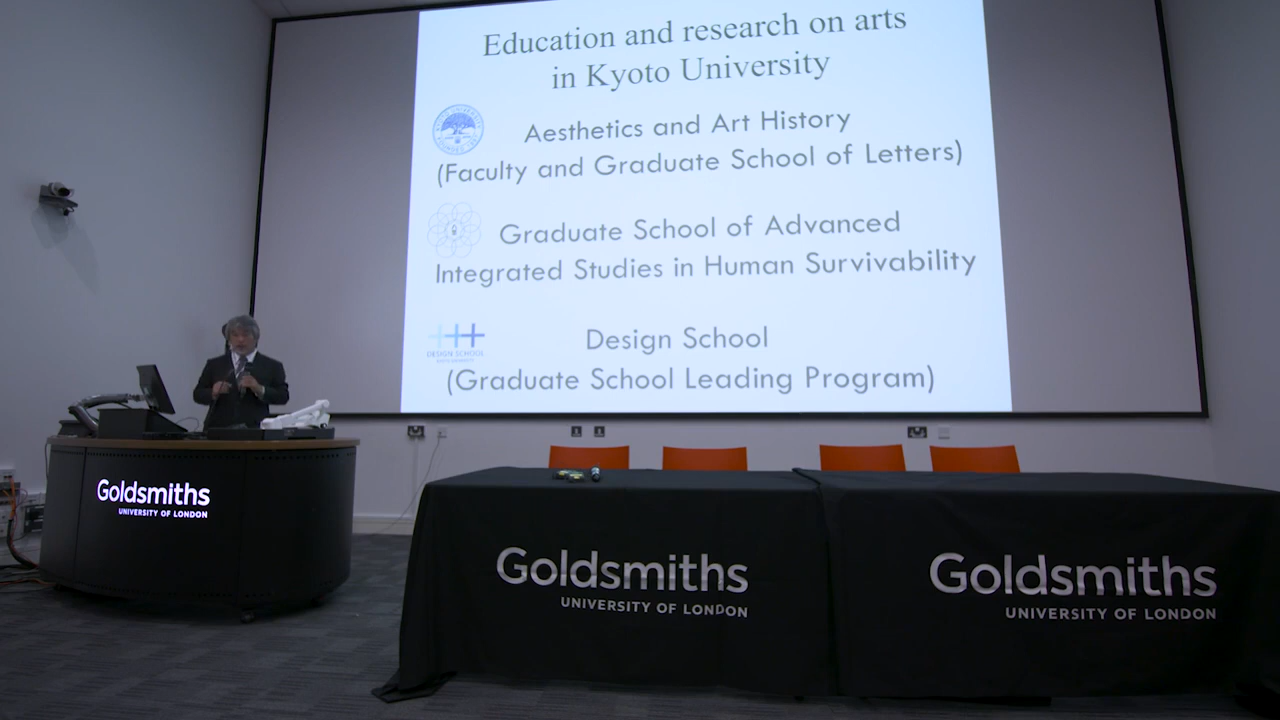 Education and research on arts
in Kyoto University
Aesthetics and Art History
(Faculty and Graduate School of Letters)
Graduate School of Advanced
Integrated Studies in Human Survivability
DESIGN SCHOOL
Design School
(Graduate School Leading Program)
Goldsmiths
UNIVERSITY OF LONDON
Goldsmiths
UNIVERSITY OF LONDON
Goldsmiths
UNIVERSITY OF LONDON